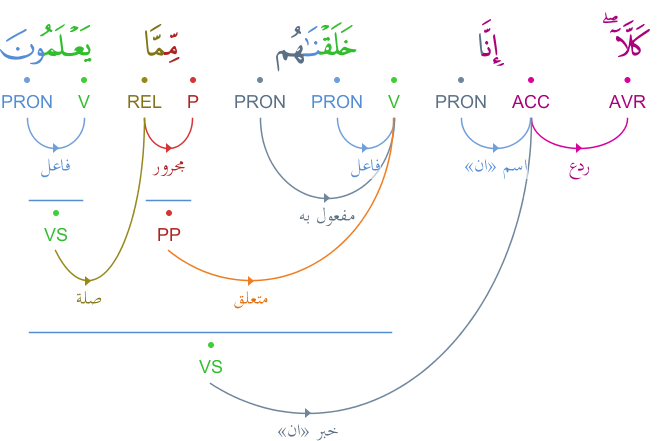 كَلَّآ ۖ إِنَّا خَلَقْنَٰهُم مِّمَّا يَعْلَمُونَ
AVR ACC PRON V PRON PRON P REL V PRON
ردع اسم «ان» فاعل مجرور فاعل
مفعول به
VS PP
صلة متعلق
VS
خبر «ان»